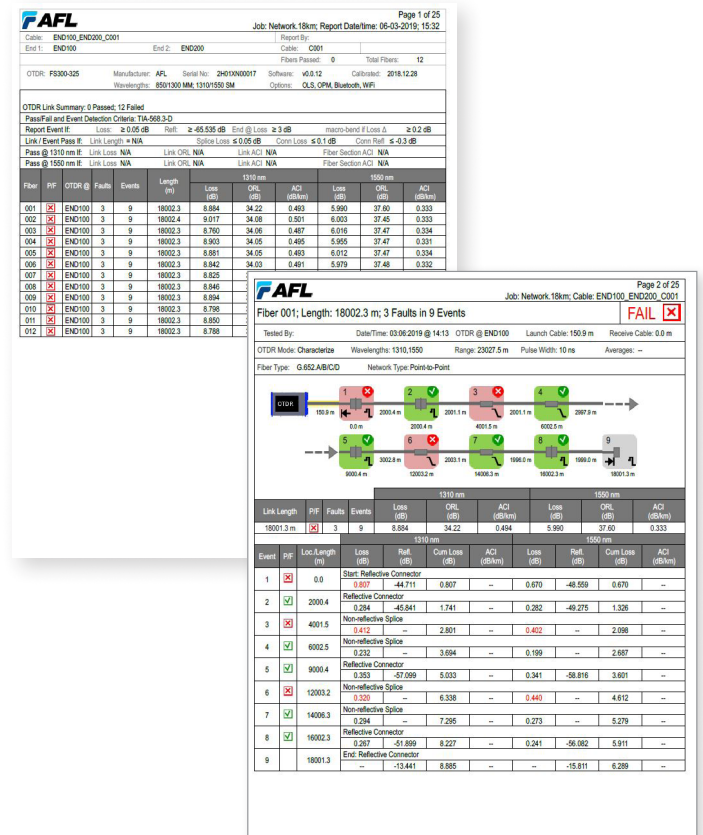 AFL
Page 1 of 25
Job: Network.18km; Report Date/time: 06-03-2019; 15:32
Cable: END100_END200_C001 Report By:
End 1: END100 End 2: END200 Cable: C001
Fibers Passed: 0 Total Fibers: 12
OTDR: FS300-325 Manufacturer: AFL Serial No: 2H01XN00017 Software: v0.0.12 Calibrated: 2018.12.28
Wavelengths: 850/1300 MM; 1310/1550 SM Options: OLS, OPM, Bluetooth, WiFi
OTDR Link Summary: 0 Passed; 12 Failed
Pass/Fail and Event Detection Criteria: TIA-568.3-D
Report Event If: Loss: ≥ 0.05 dB Refl: ≥ -65.535 dB End @ Loss ≥ 3 dB macro-bend if Loss Δ ≥ 0.2 dB
Link / Event Pass If: Link Length = N/A Splice Loss ≤ 0.05 dB Conn Loss ≤ 0.1 dB Conn Refl ≤ -0.3 dB
Pass @ 1310 nm If: Link Loss N/A Link ORL N/A Link ACI N/A Fiber Section ACI N/A
Pass @ 1550 nm If: Link Loss N/A Link ORL N/A Link ACI N/A Fiber Section ACI N/A
1310 nm 1550 nm
Fiber P/F OTDR @ Faults Events Length (m) Loss (dB) ORL (dB) ACI (dB/km) Loss (dB) ORL (dB) ACI (dB/km)
001 END100 3 9 18002.3 8.884 34.22 0.493 5.990 37.60 0.333
002 END100 3 9 18002.4 9.017 34.08 0.501 6.003 37.45 0.333
003 END100 3 9 18002.3 8.760 34.06 0.487 6.016 37.47 0.334
004 END100 3 9 18002.3 8.903 34.05 0.495 5.955 37.47 0.331
005 END100 3 9 18002.3 8.881 34.05 0.493 6.012 37.47 0.334
006 END100 3 9 18002.3 8.842 34.03 0.491 5.979 37.48 0.332
007 END100 3 9 18002.3 8.825
008 END100 3 9 18002.3 8.846
009 END100 3 9 18002.3 8.894
010 END100 3 9 18002.3 8.798
011 END100 3 9 18002.3 8.850
012 END100 3 9 18002.3 8.788
AFL
Page 2 of 25
Job: Network.18km; Cable: END100_END200_C001
Fiber 001; Length: 18002.3 m; 3 Faults in 9 Events FAIL
Tested By: Date/Time: 03:06:2019 @ 14:13 OTDR @ END100 Launch Cable: 150.9 m Receive Cable: 0.0 m
OTDR Mode: Characterize Wavelengths: 1310,1550 Range: 23027.5 m Pulse Width: 10 ns Averages: --
Fiber Type: G.652.A/B/C/D Network Type: Point-to-Point
1 2 3 4
OTDR 150.9 m 2000.4 m 2001.1 m 2001.1 m 2997.9 m
0.0 m 2000.4 m 4001.5 m 6002.5 m
5 6 7 8 9
3002.8 m 2003.1 m 1996.0 m 1999.0 m
9000.4 m 12003.2 m 14006.3 m 16002.3 m 18001.3 m
1310 nm 1550 nm
Link Length P/F Faults Events Loss (dB) ORL (dB) ACI (dB/km) Loss (dB) ORL (dB) ACI (dB/km)
18001.3 m 3 9 8.884 34.22 0.494 5.990 37.60 0.333
1310 nm 1550 nm
Event P/F Loc./Length (m) Loss (dB) Refl. (dB) Cum Loss (dB) ACI (dB/km) Loss (dB) Refl. (dB) Cum Loss (dB) ACI (dB/km)
Start: Reflective Connector
1 0.0 0.807 -44.711 0.807 -- 0.670 -48.559 0.670 --
Reflective Connector
2 2000.4 0.284 -45.841 1.741 -- 0.282 -49.275 1.326 --
Non-reflective Splice
3 4001.5 0.412 -- 2.801 -- 0.402 -- 2.098 --
Non-reflective Splice
4 6002.5 0.232 -- 3.694 -- 0.199 -- 2.687 --
Reflective Connector
5 9000.4 0.353 -57.099 5.033 -- 0.341 -58.816 3.601 --
Non-reflective Splice
6 12003.2 0.320 -- 6.338 -- 0.440 -- 4.612 --
Non-reflective Splice
7 14006.3 0.294 -- 7.295 -- 0.273 -- 5.279 --
Reflective Connector
8 16002.3 0.267 -51.899 8.227 -- 0.241 -56.082 5.911 --
End: Reflective Connector
9 18001.3 -- -13.441 8.885 -- -- -15.811 6.289 --